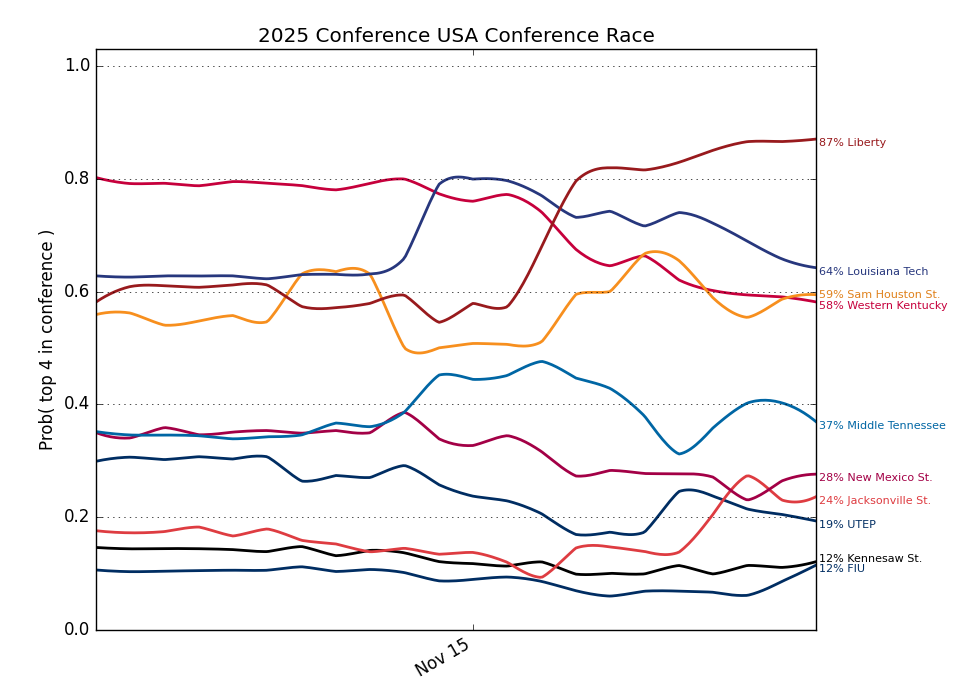 2025 Conference USA Conference Race
Prob( top 4 in conference )
1.0
0.8
0.6
0.4
0.2
0.0
Nov 15
87% Liberty
64% Louisiana Tech
59% Sam Houston St.
58% Western Kentucky
37% Middle Tennessee
28% New Mexico St.
24% Jacksonville St.
19% UTEP
12% Kennesaw St.
12% FIU